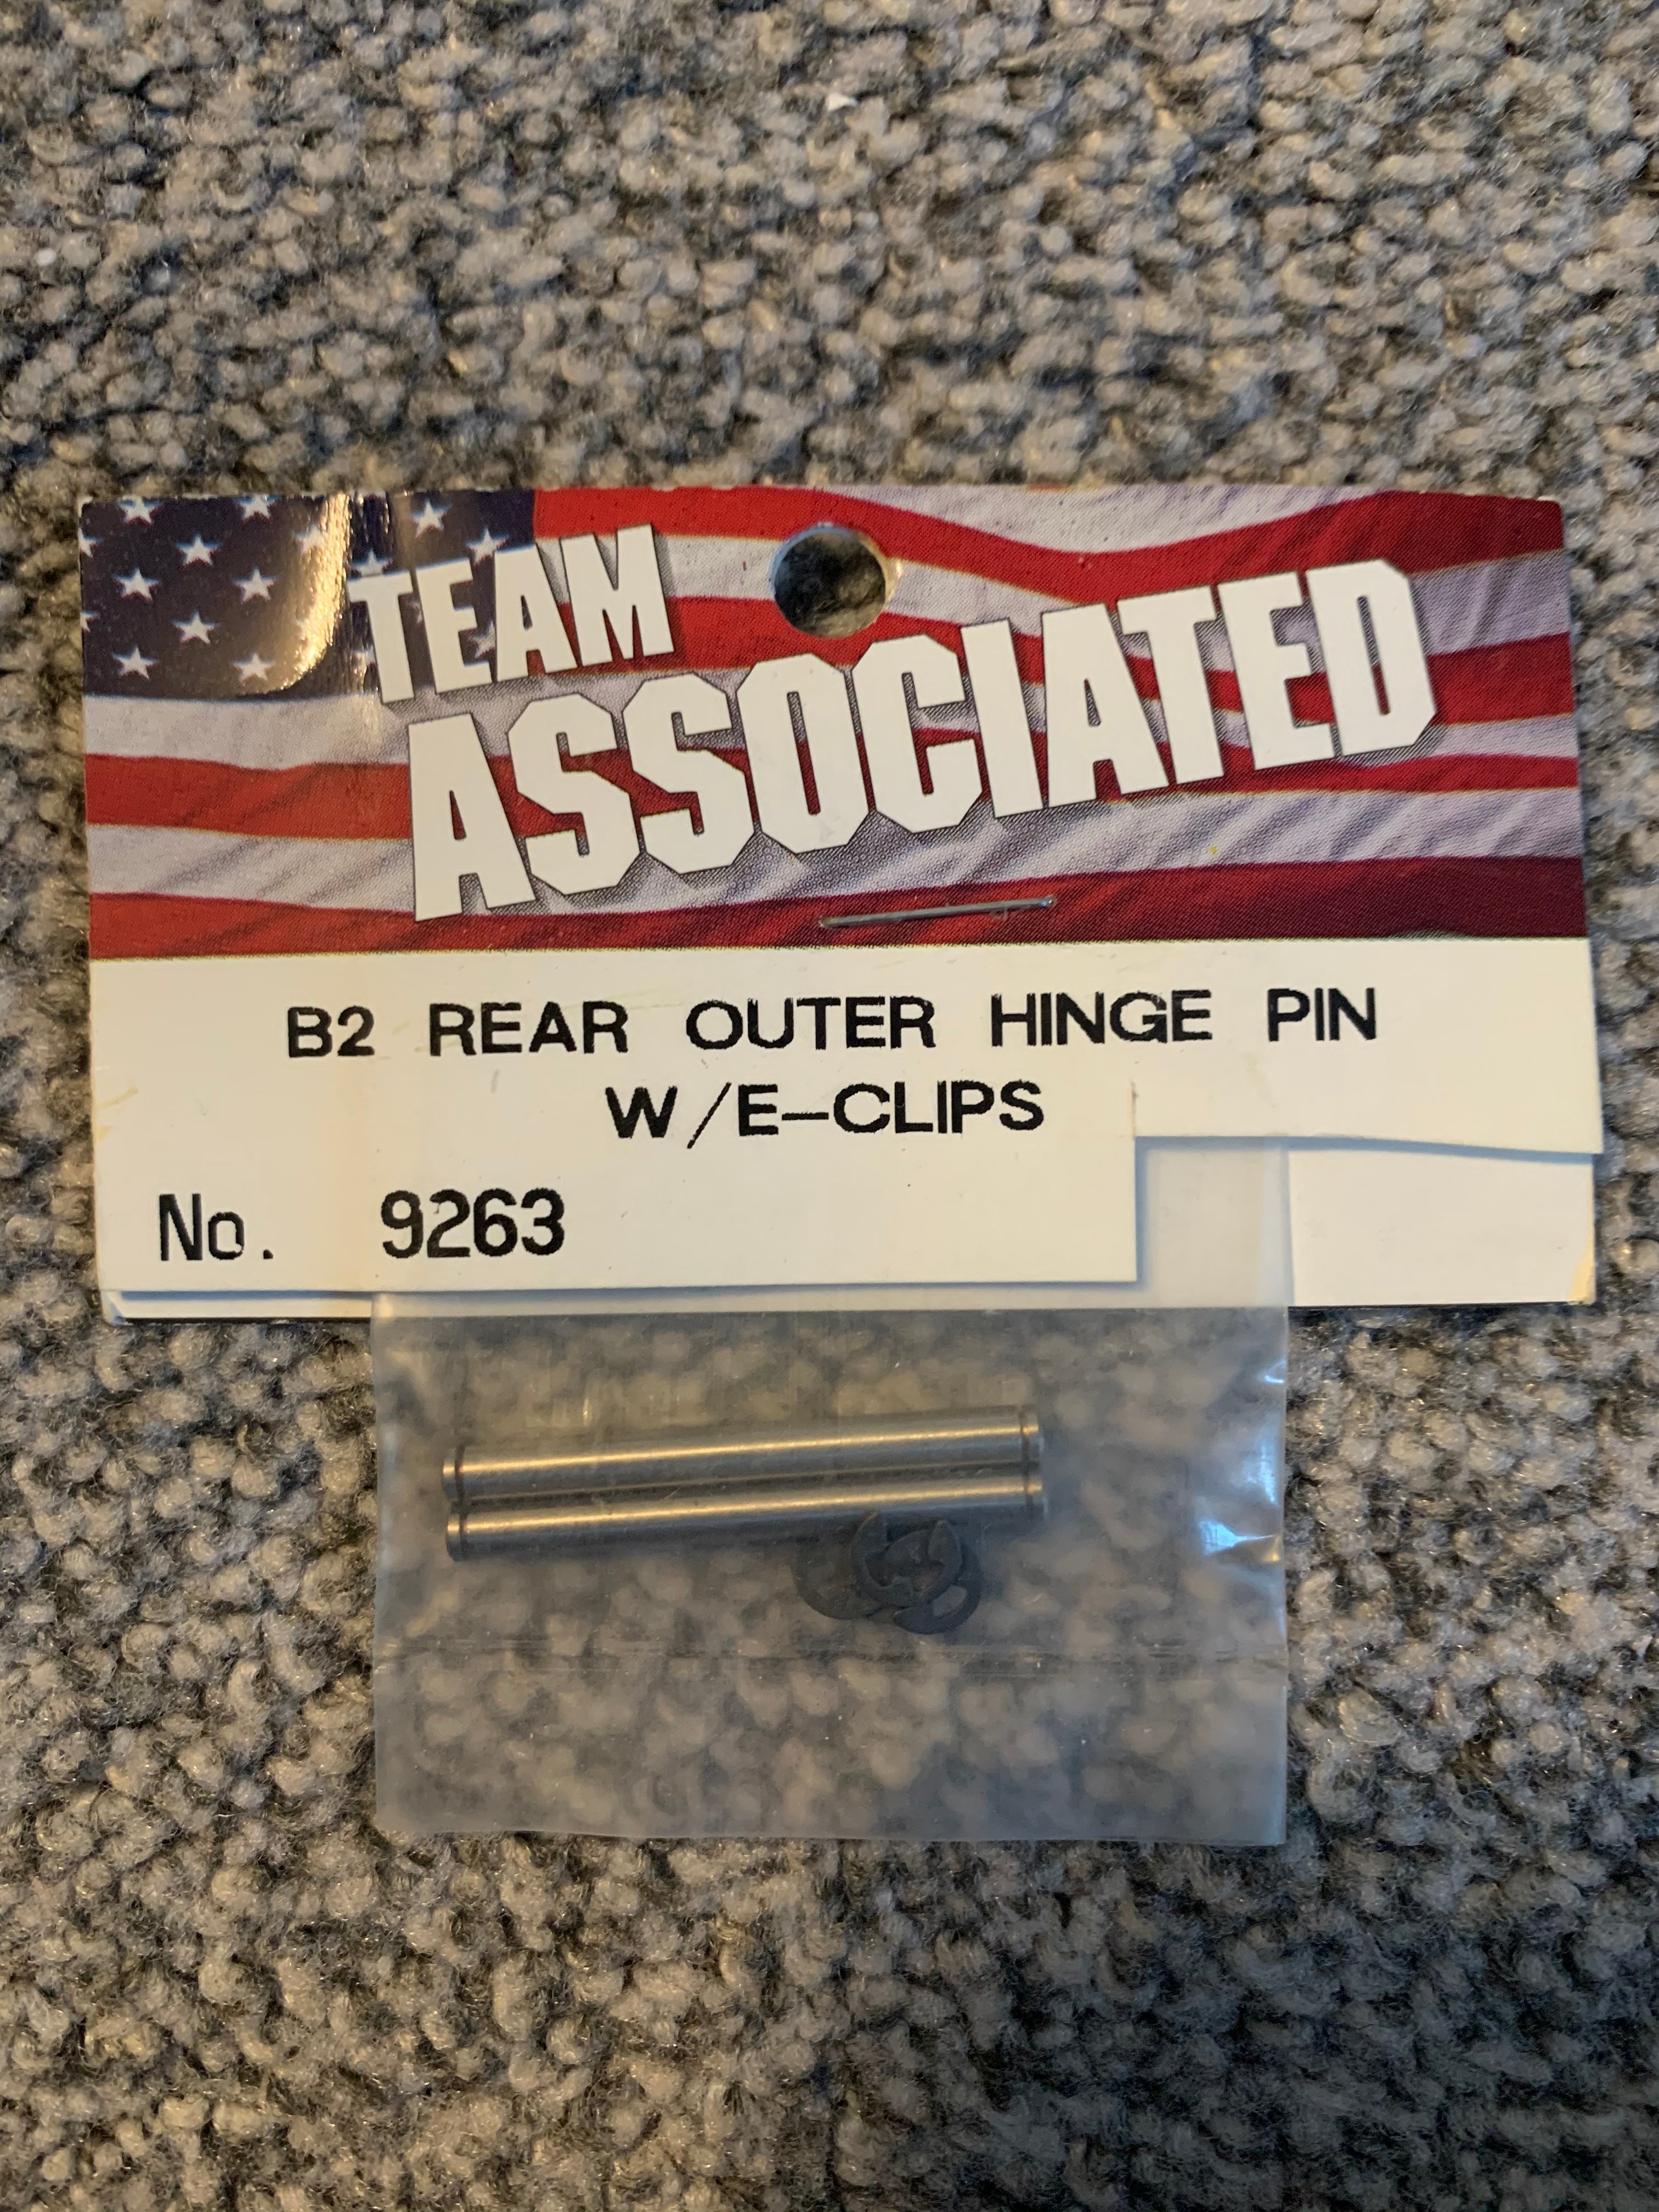 TEAM
ASSOCIATED
B2 REAR OUTER HINGE PIN
W/E-CLIPS
No. 9263